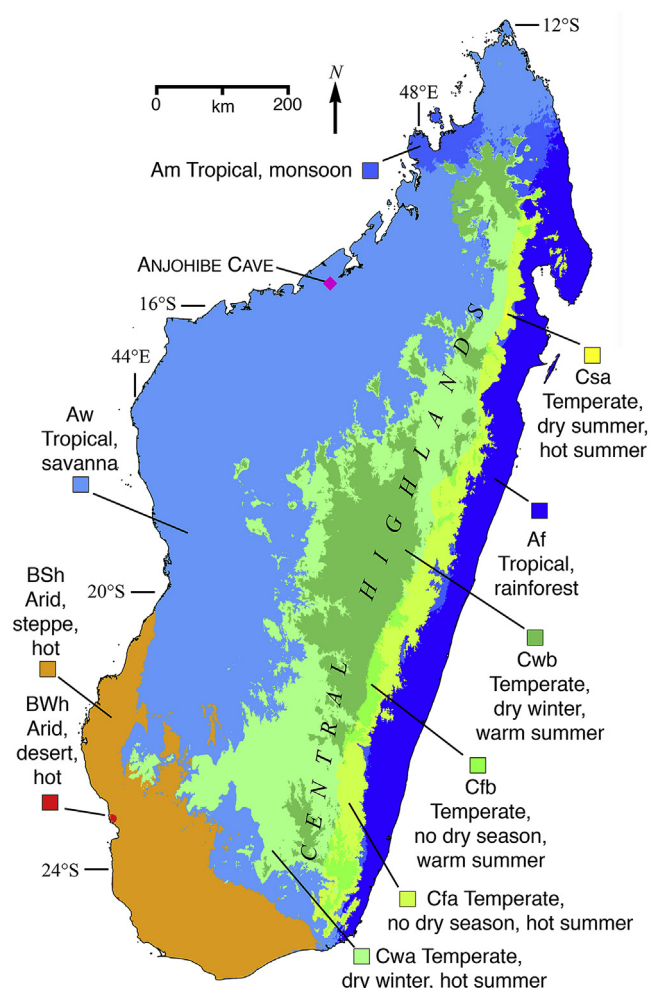 12°S
N
0 km 200
48°E
Am Tropical, monsoon
ANJOHIBE CAVE
16°S
44°E
Csa
Temperate,
dry summer,
hot summer
Aw
Tropical,
savanna
CENTRAL HIGHLANDS
Af
Tropical,
rainforest
BSh
Arid,
steppe,
hot
20°S
Cwb
Temperate,
dry winter,
warm summer
BWh
Arid,
desert,
hot
Cfb
Temperate,
no dry season,
warm summer
24°S
Cfa Temperate,
no dry season, hot summer
Cwa Temperate,
dry winter, hot summer